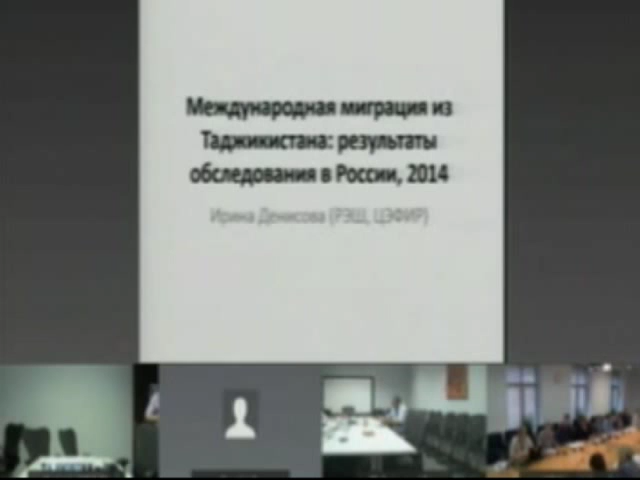 Международная миграция из
Таджикистана: результаты
обследования в России, 2014
Ирина Денисова (РЭШ, ЦЭФИР)